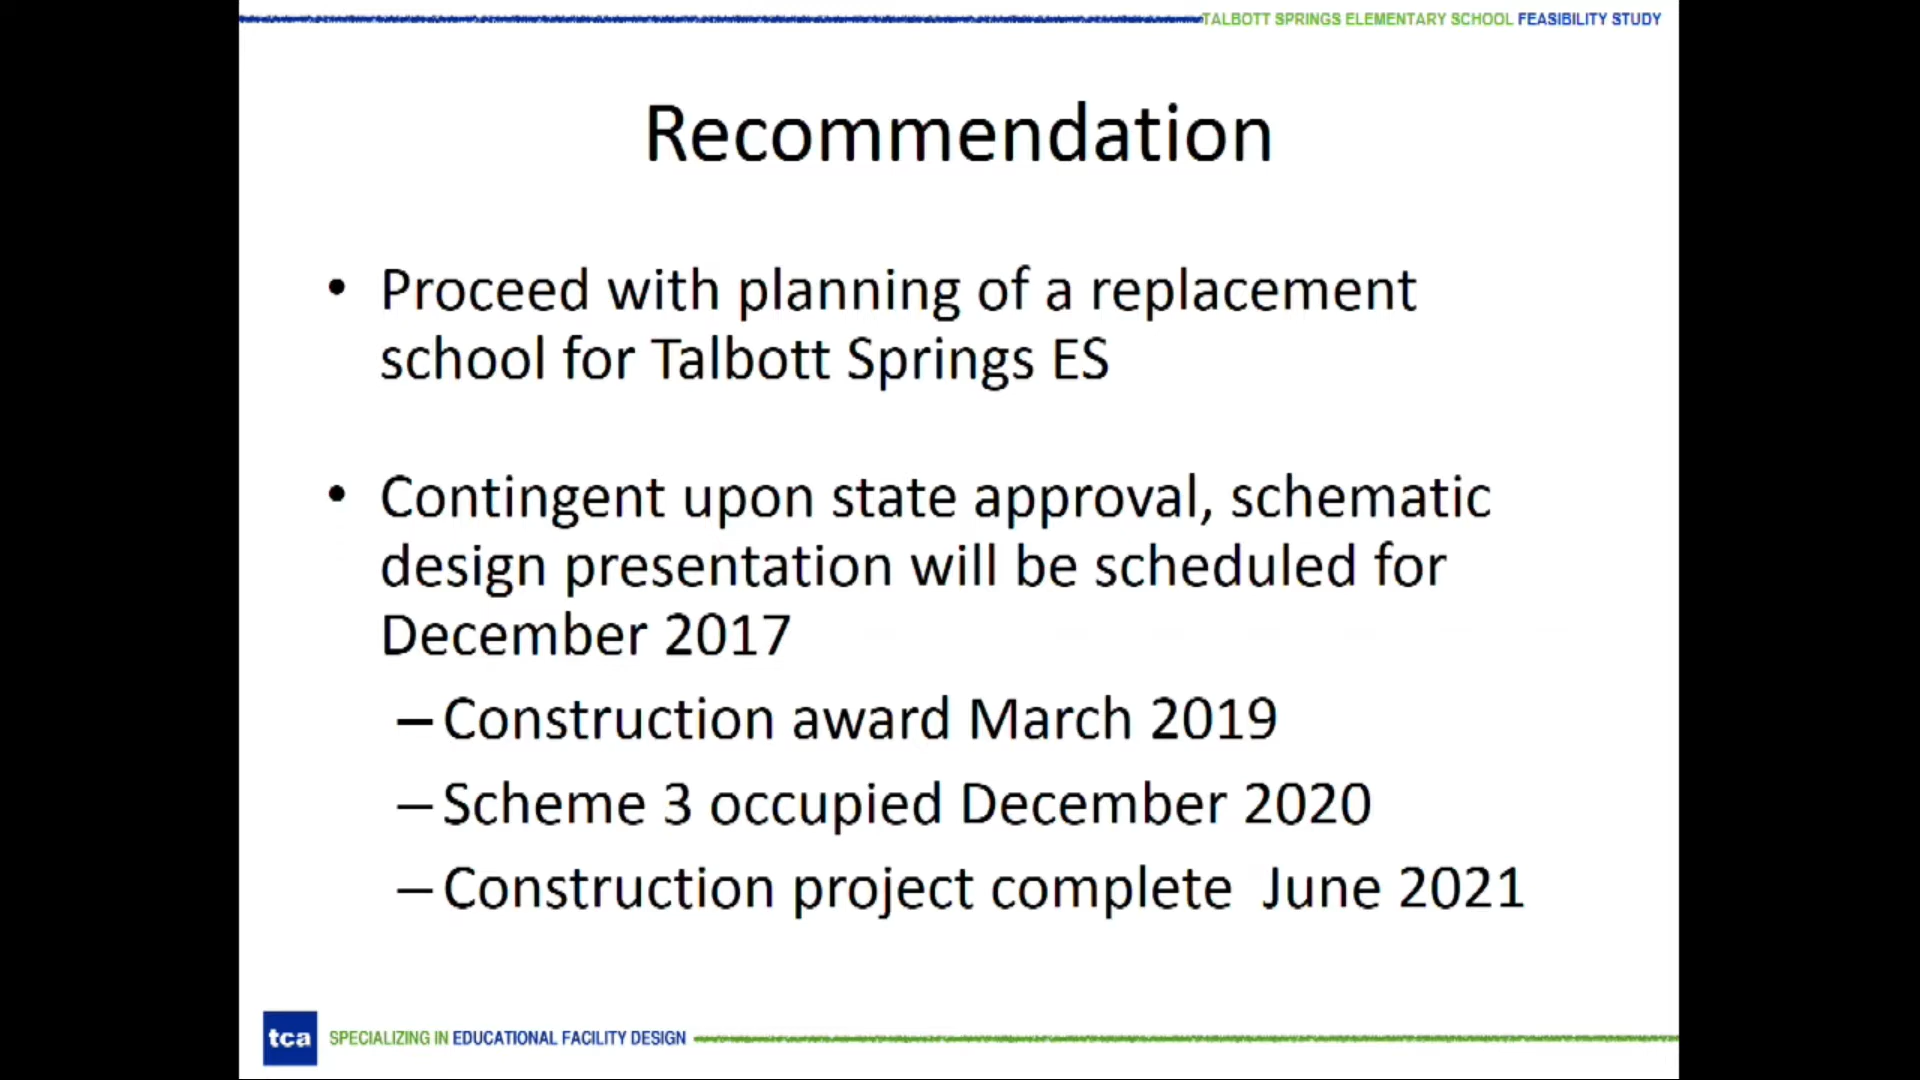 TALBOTT SPRINGS ELEMENTARY SCHOOL FEASIBILITY STUDY
Recommendation
• Proceed with planning of a replacement
school for Talbott Springs ES
• Contingent upon state approval, schematic
design presentation will be scheduled for
December 2017
– Construction award March 2019
– Scheme 3 occupied December 2020
– Construction project complete  June 2021
tca SPECIALIZING IN EDUCATIONAL FACILITY DESIGN